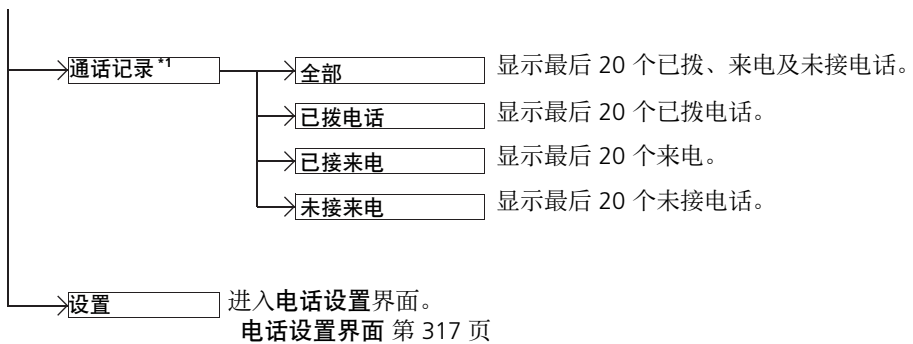 通话记录*1
全部 显示最后 20 个已拨、来电及未接电话。
已拨电话 显示最后 20 个已拨电话。
已接来电 显示最后 20 个来电。
未接来电 显示最后 20 个未接电话。
设置 进入电话设置界面。
电话设置界面 第 317 页